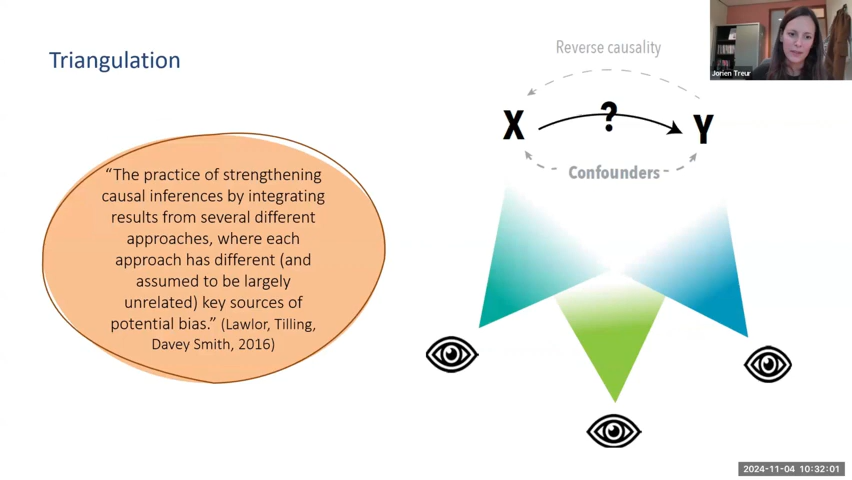 Triangulation
“The practice of strengthening
causal inferences by integrating
results from several different
approaches, where each
approach has different (and
assumed to be largely
unrelated) key sources of
potential bias.” (Lawlor, Tilling,
Davey Smith, 2016)
Reverse causality
X ? Y
Confounders
Jorien Treur
2024-11-04 10:32:01